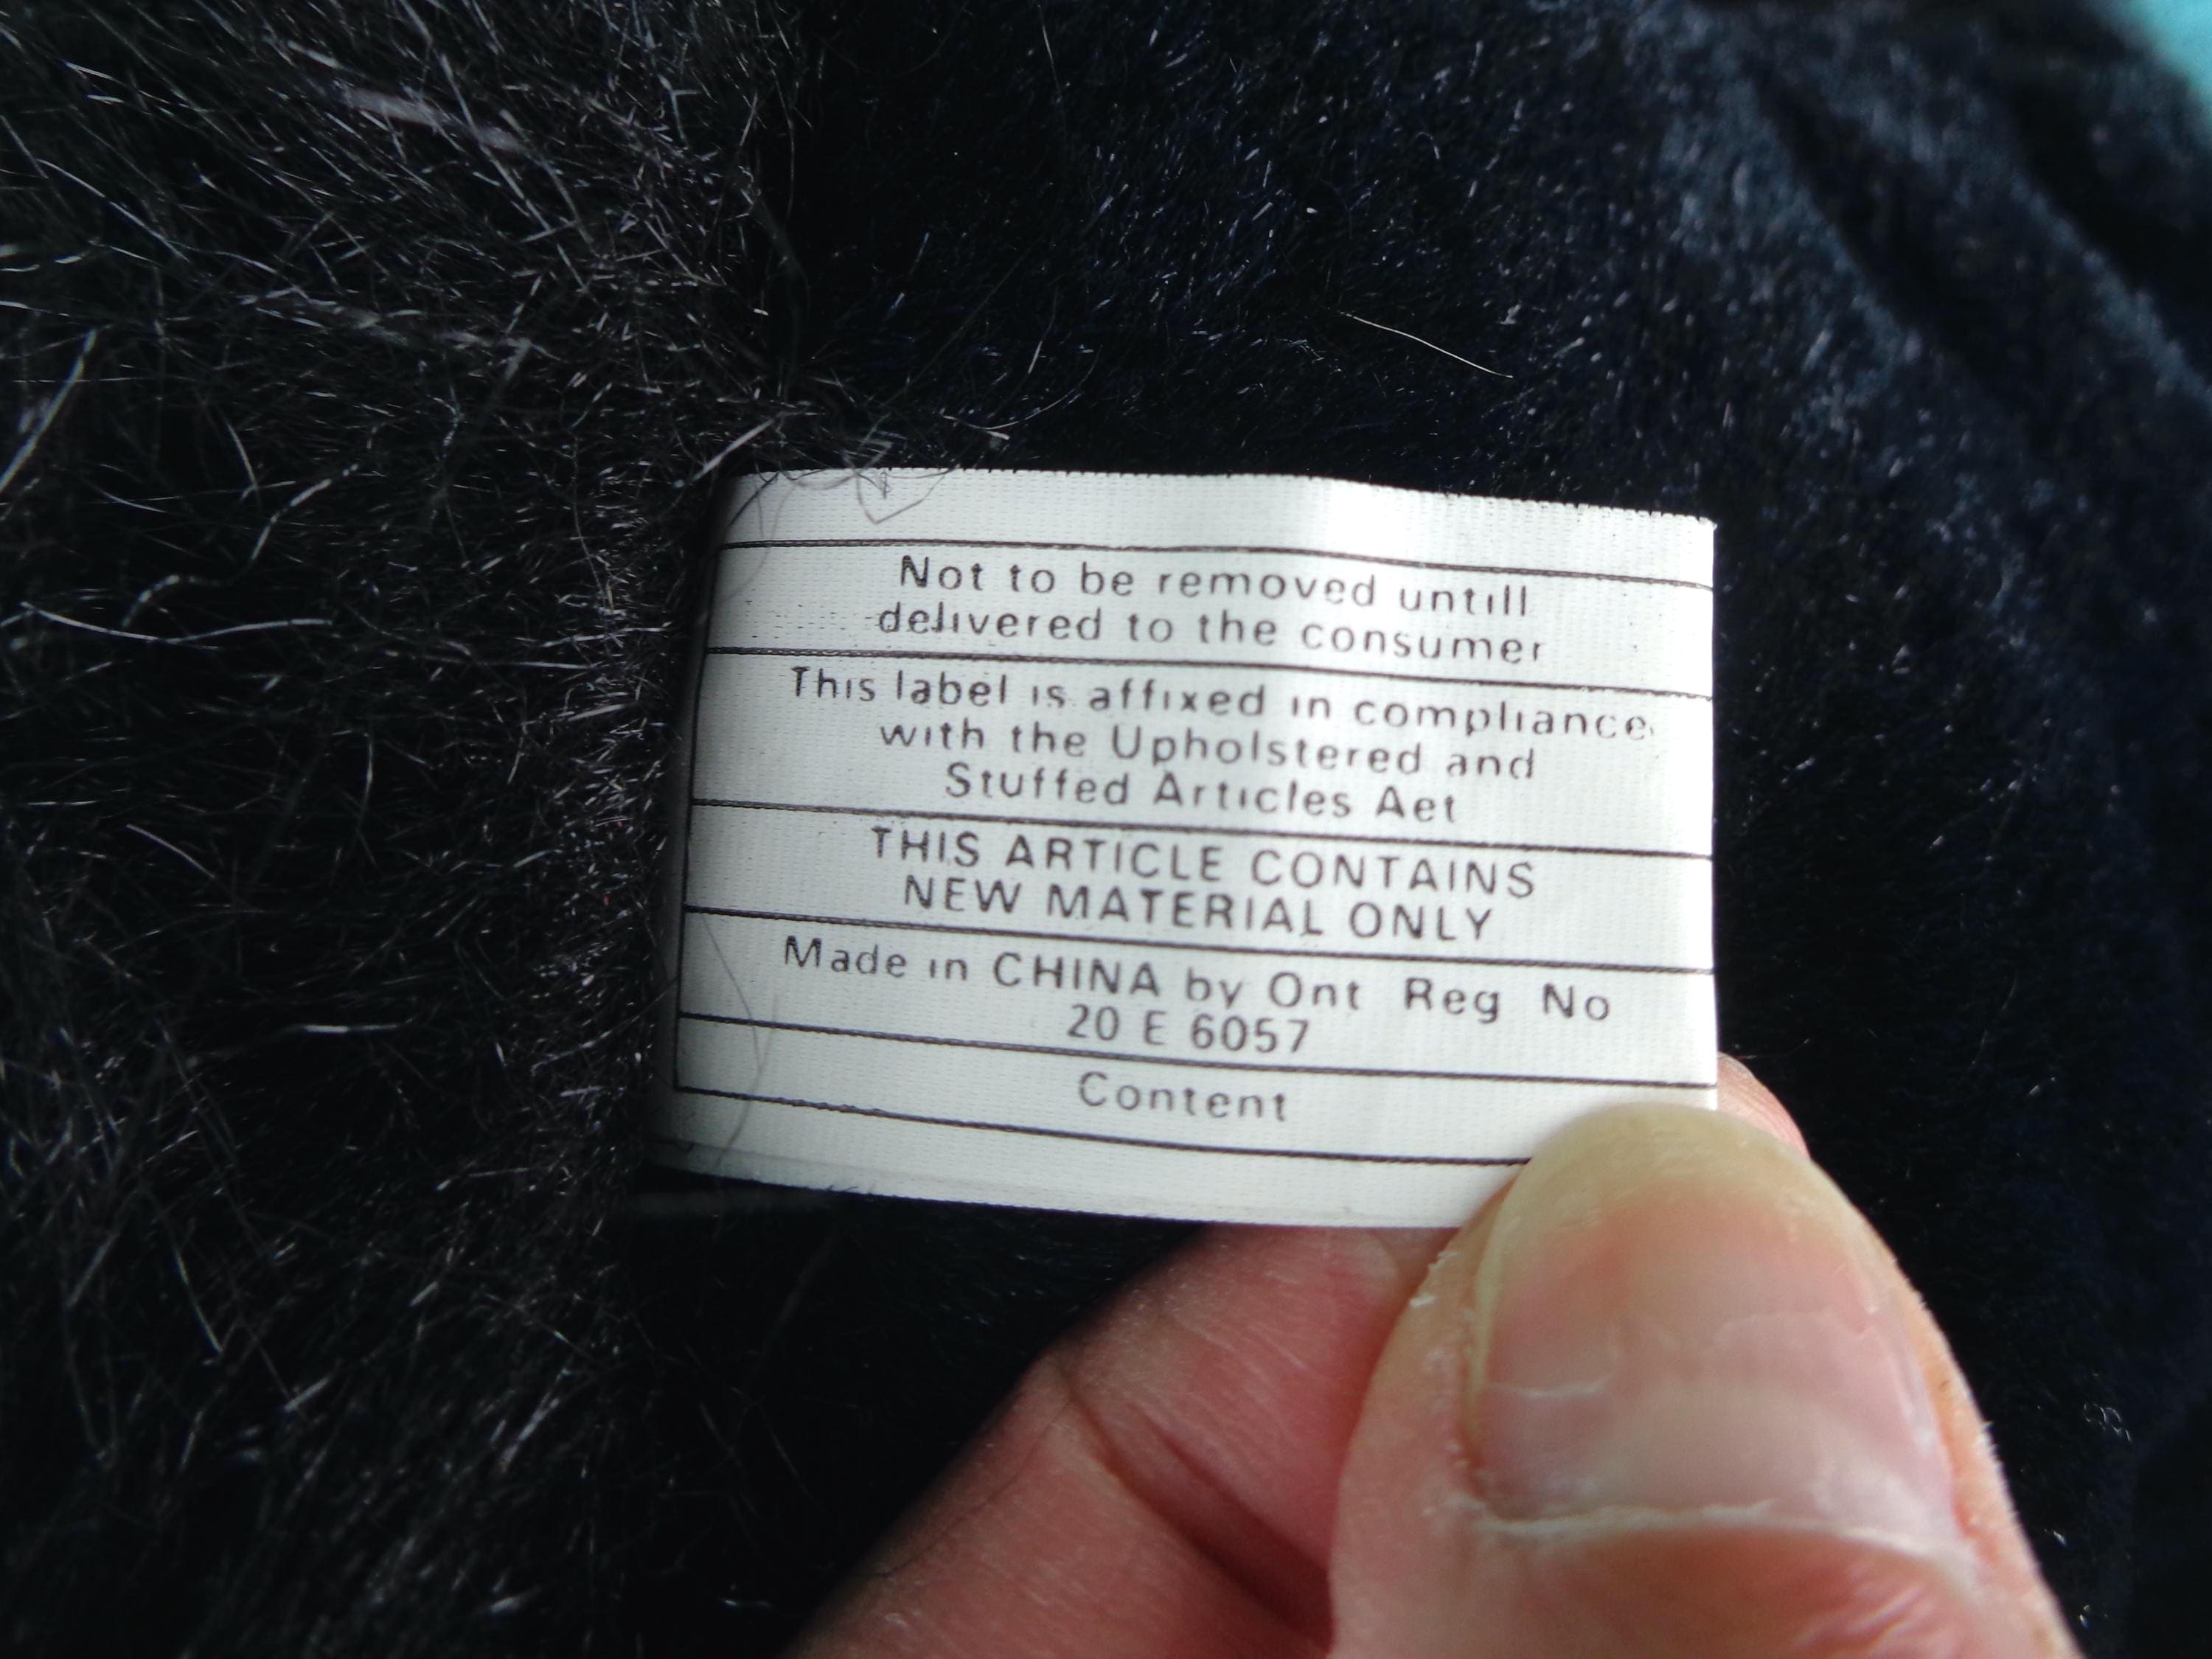 Not to be removed untill
delivered to the consumer
This label is affixed in compliance
with the Upholstered and
Stuffed Articles Aet
THIS ARTICLE CONTAINS
NEW MATERIAL ONLY
Made in CHINA by Ont Reg No
20 E 6057
Content